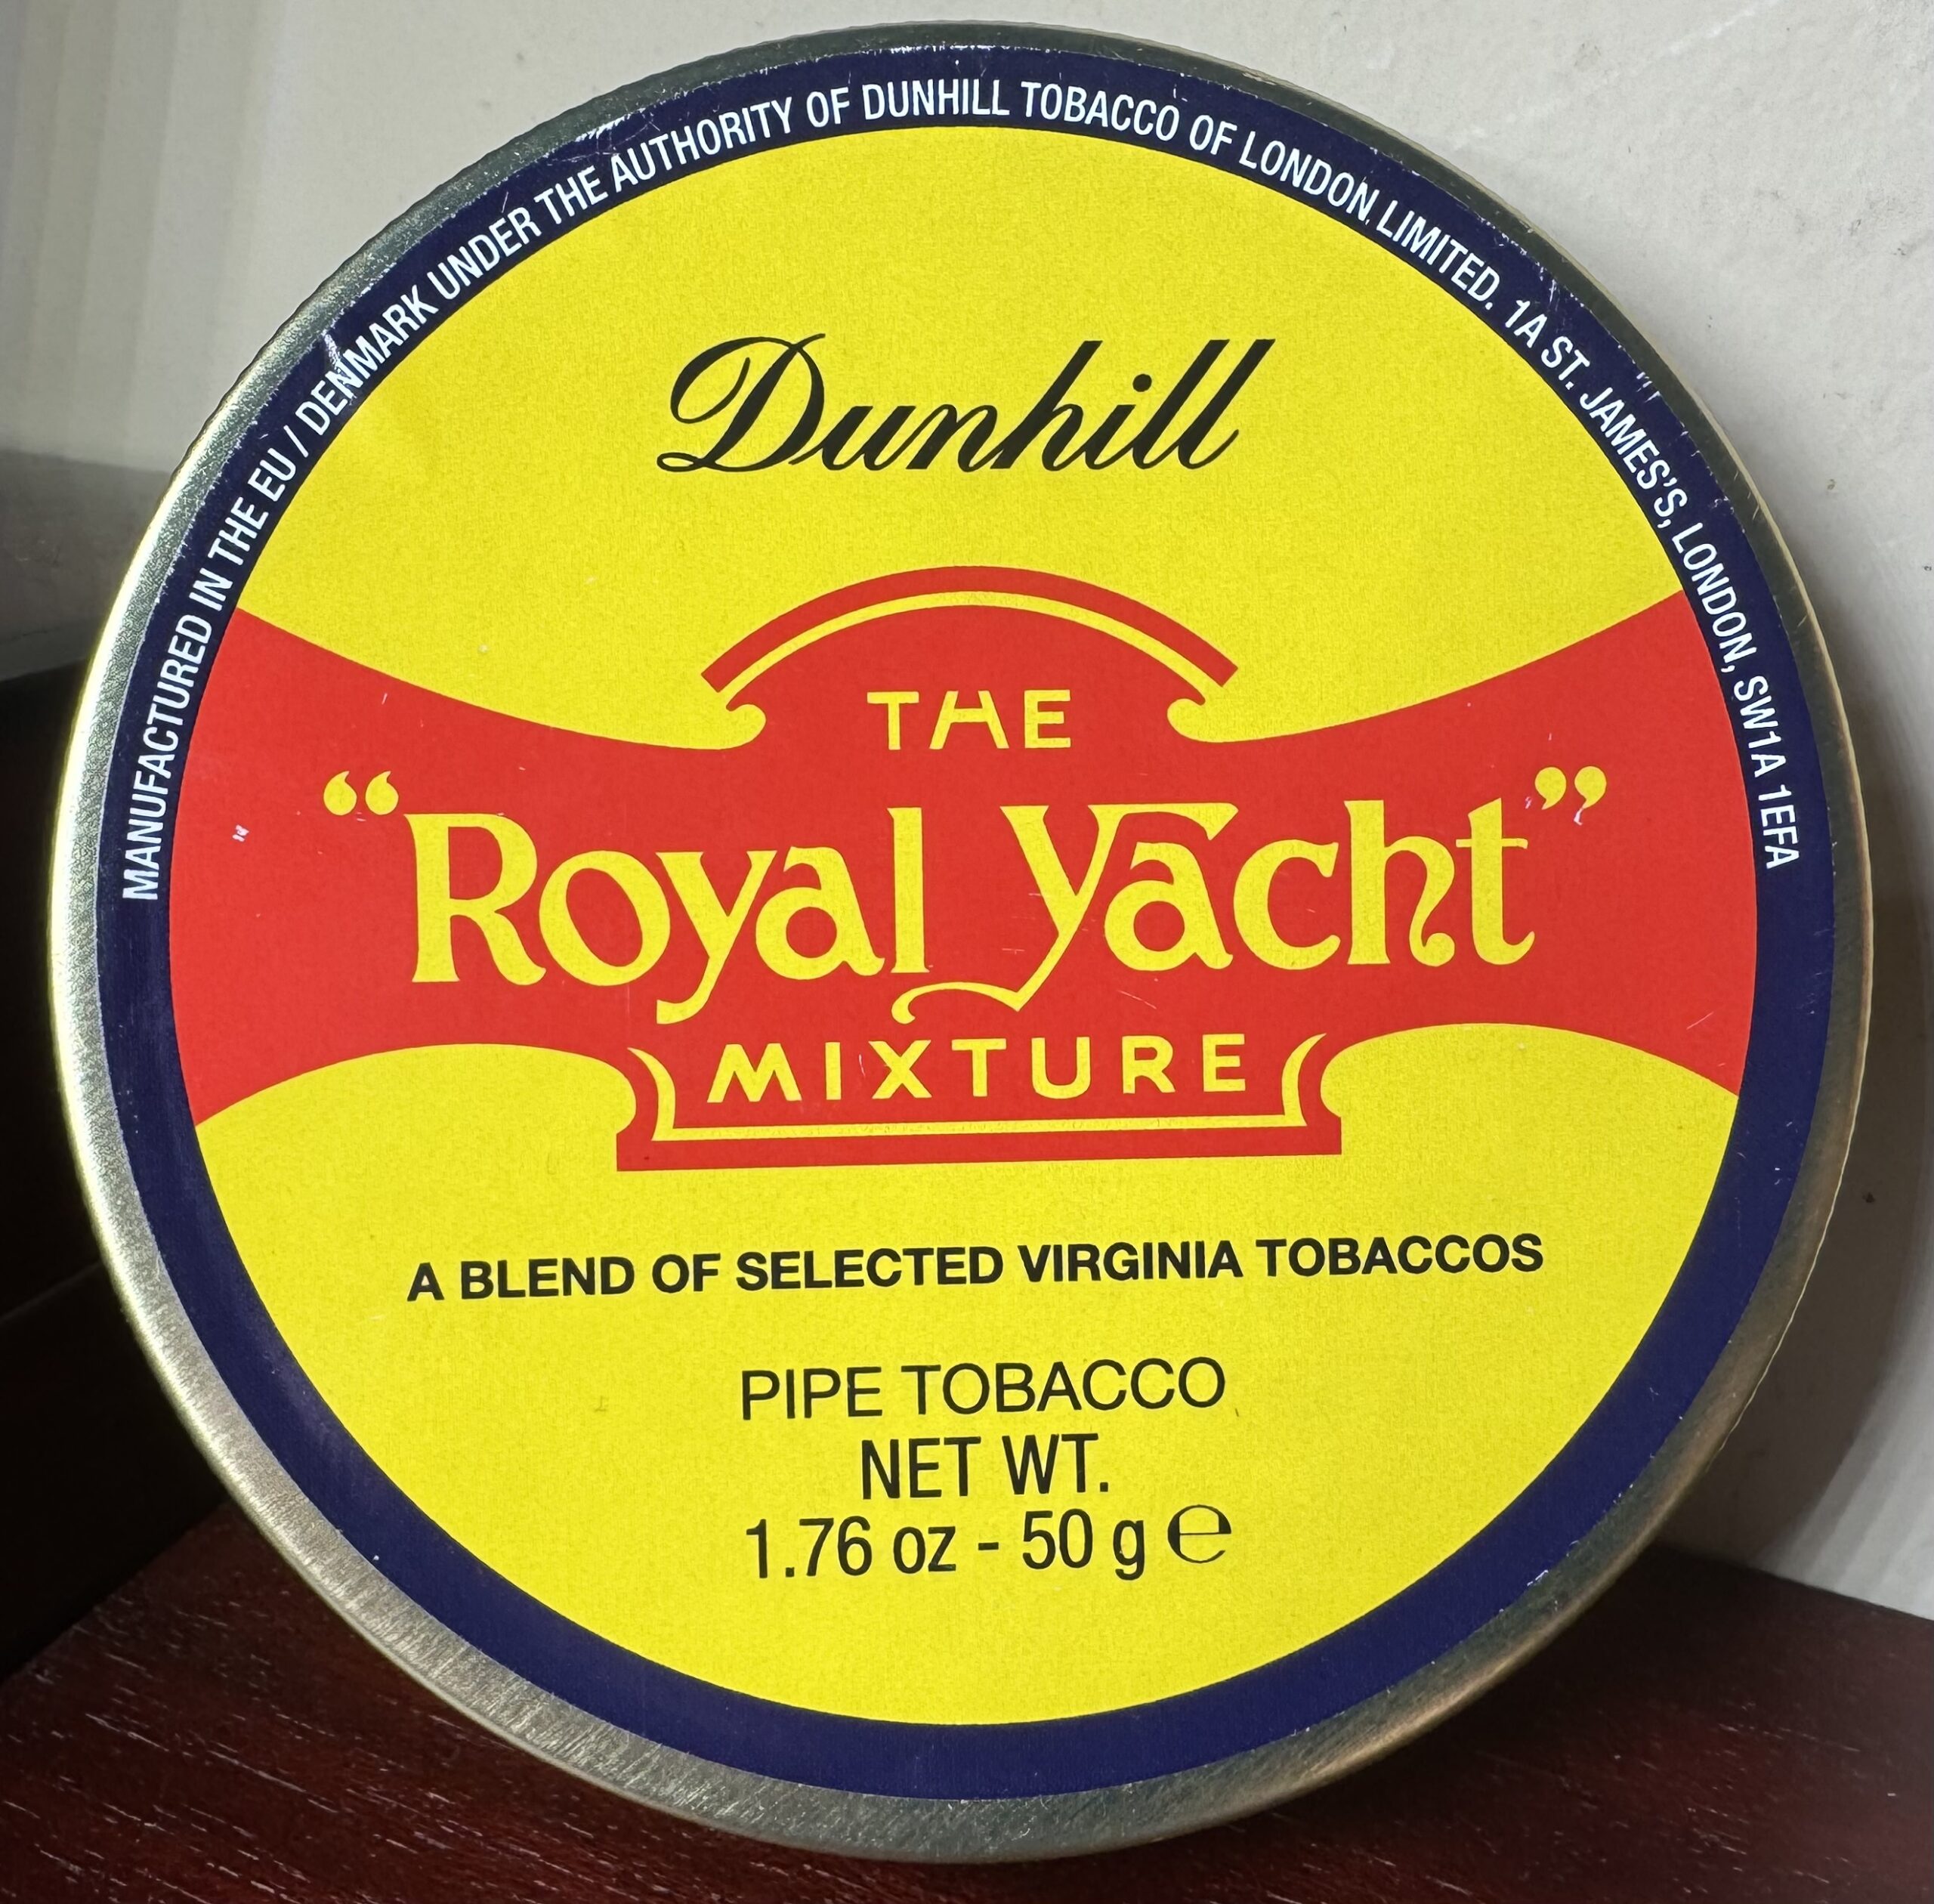 MANUFACTURED IN THE EU / DENMARK UNDER THE AUTHORITY OF DUNHILL TOBACCO OF LONDON LIMITED. 1A ST. JAMES'S, LONDON, SW1A 1EFA
Dunhill
THE
“Royal Yacht”
MIXTURE
A BLEND OF SELECTED VIRGINIA TOBACCOS
PIPE TOBACCO
NET WT.
1.76 oz - 50 g ℮